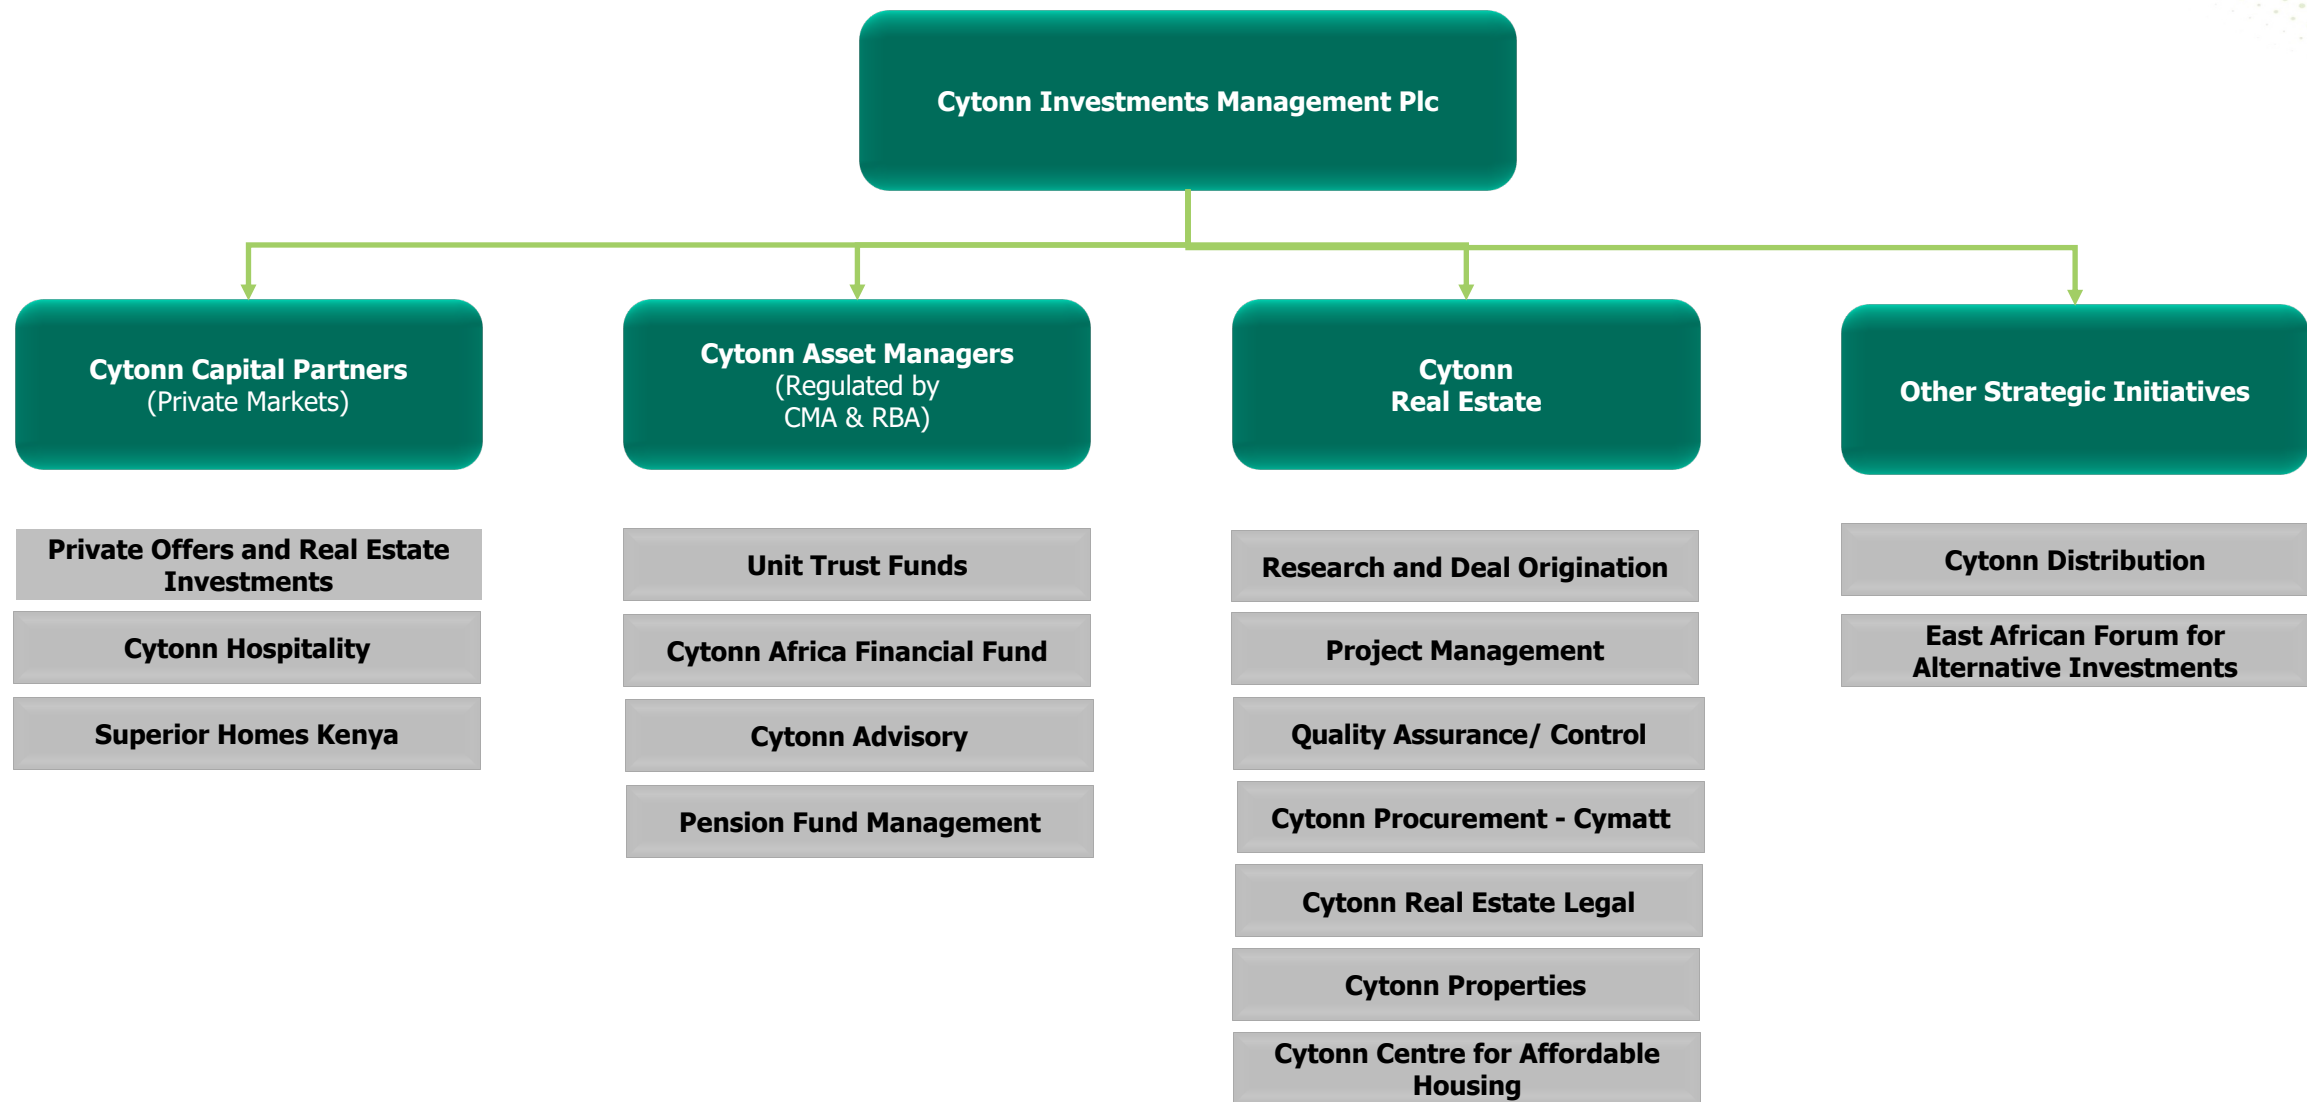 Cytonn Investments Management Plc
Cytonn Capital Partners
(Private Markets)
Cytonn Asset Managers
(Regulated by
CMA & RBA)
Cytonn
Real Estate
Other Strategic Initiatives
Private Offers and Real Estate
Investments
Cytonn Hospitality
Superior Homes Kenya
Unit Trust Funds
Cytonn Africa Financial Fund
Cytonn Advisory
Pension Fund Management
Research and Deal Origination
Project Management
Quality Assurance/ Control
Cytonn Procurement - Cymatt
Cytonn Real Estate Legal
Cytonn Properties
Cytonn Centre for Affordable
Housing
Cytonn Distribution
East African Forum for
Alternative Investments